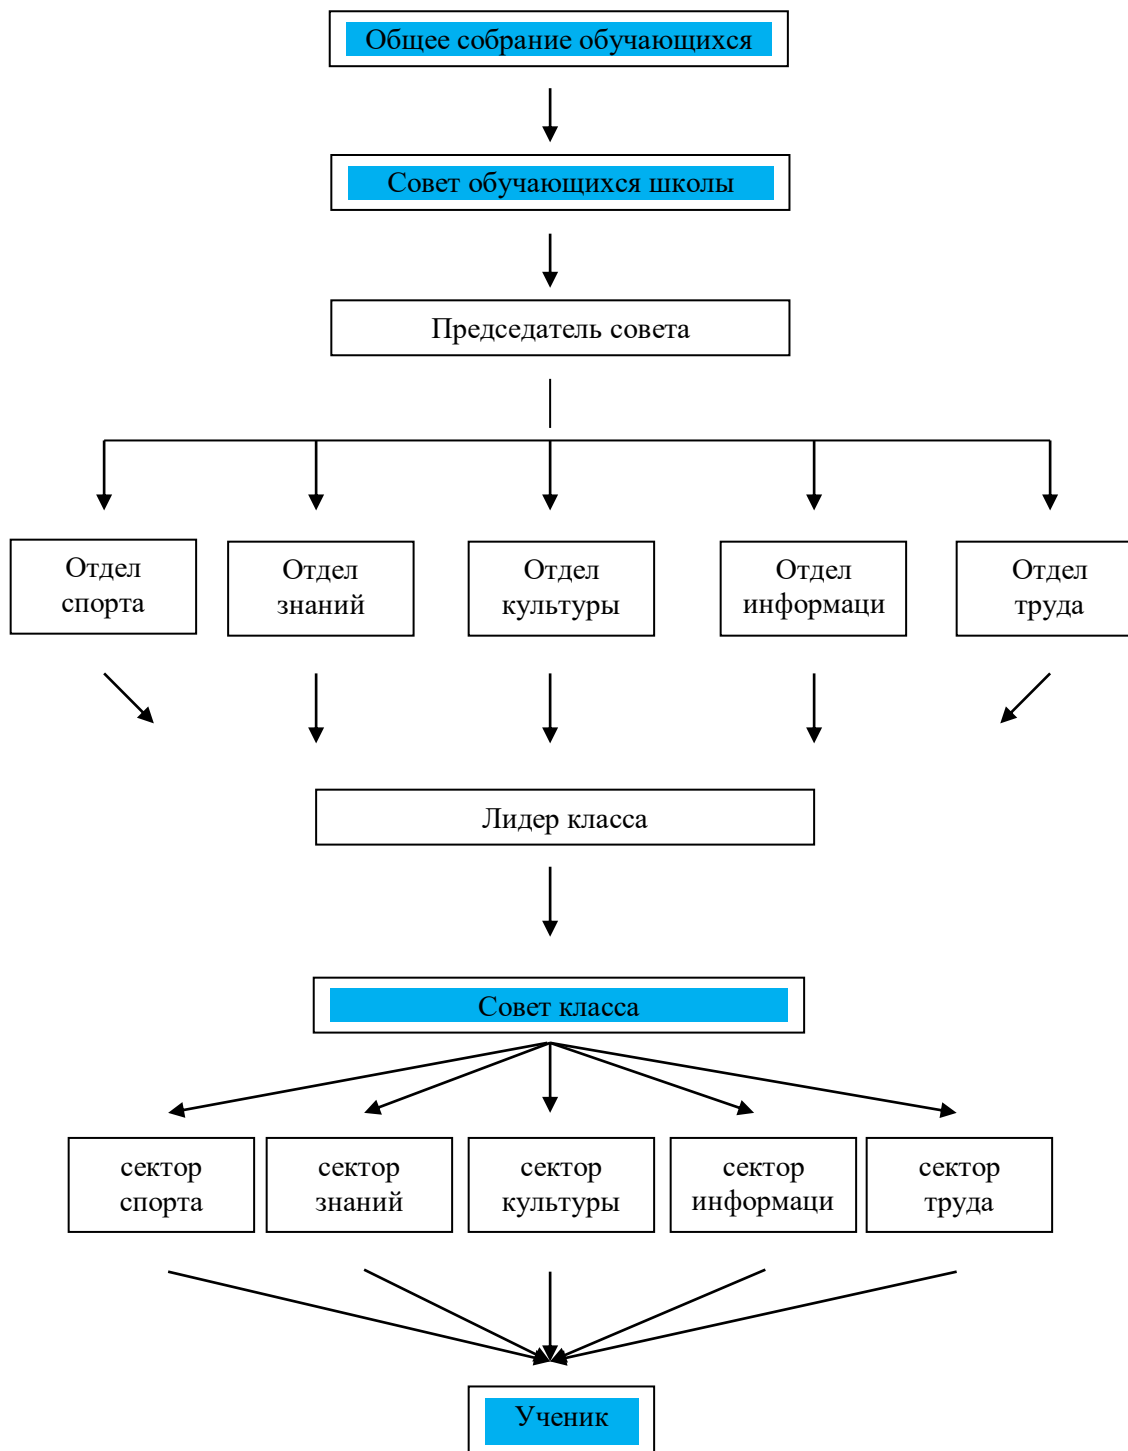 Общее собрание обучающихся
Совет обучающихся школы
Председатель совета
Отдел
спорта
Отдел
знаний
Отдел
культуры
Отдел
информаци
Отдел
труда
Лидер класса
Совет класса
сектор
спорта
сектор
знаний
сектор
культуры
сектор
информаци
сектор
труда
Ученик